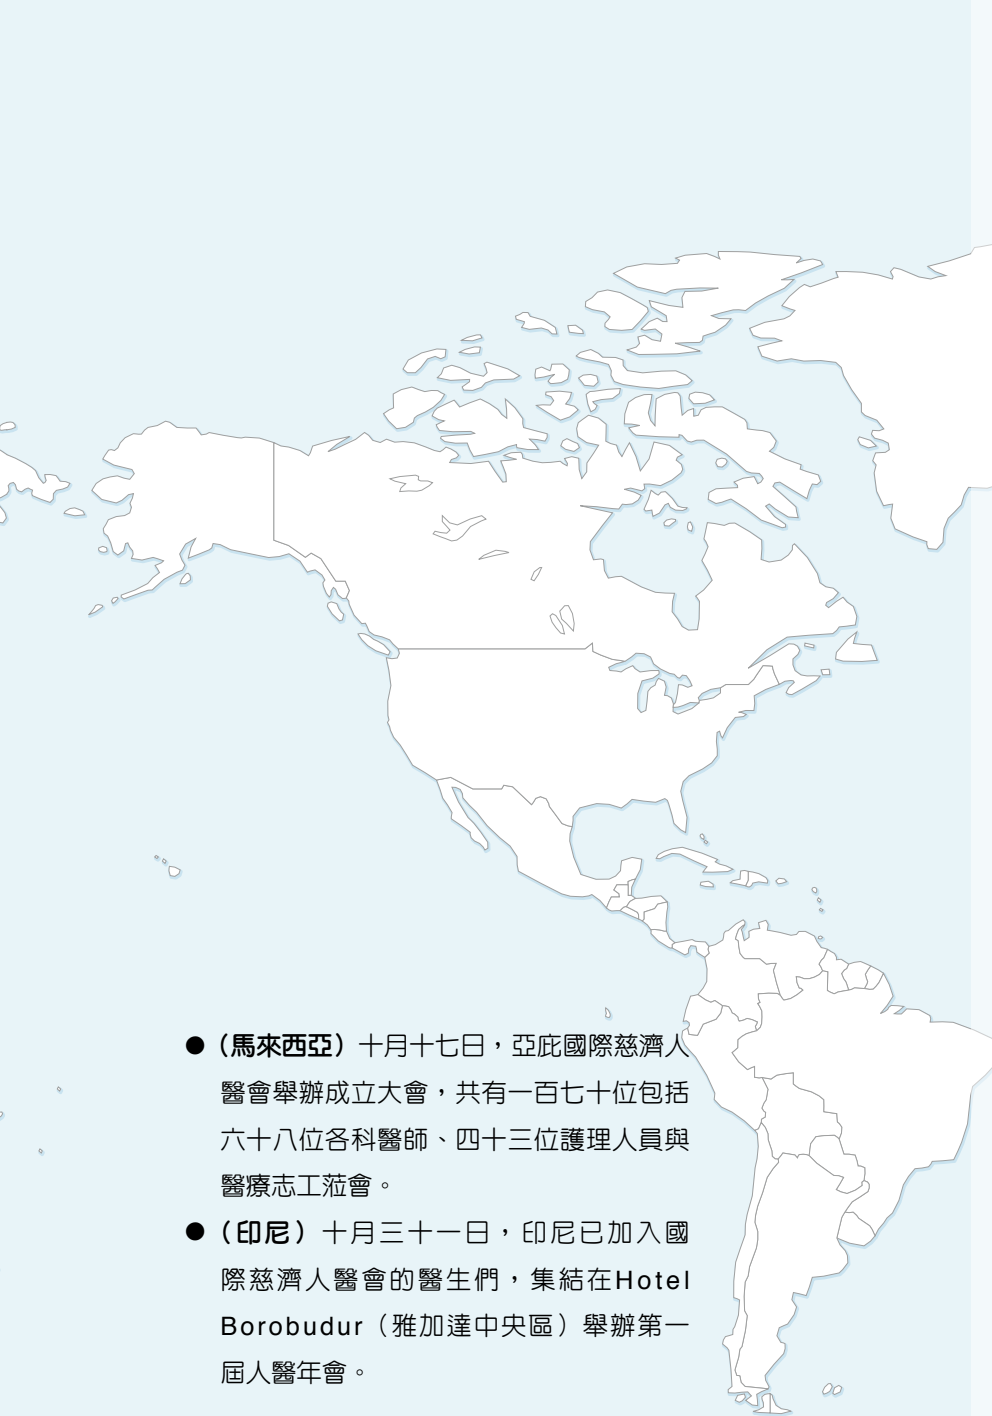 ●（馬來西亞）十月十七日，亞庇國際慈濟人
醫會舉辦成立大會，共有一百七十位包括
六十八位各科醫師、四十三位護理人員與
醫療志工蒞會。
●（印尼）十月三十一日，印尼已加入國
際慈濟人醫會的醫生們，集結在Hotel
Borobudur（雅加達中央區）舉辦第一
屆人醫年會。